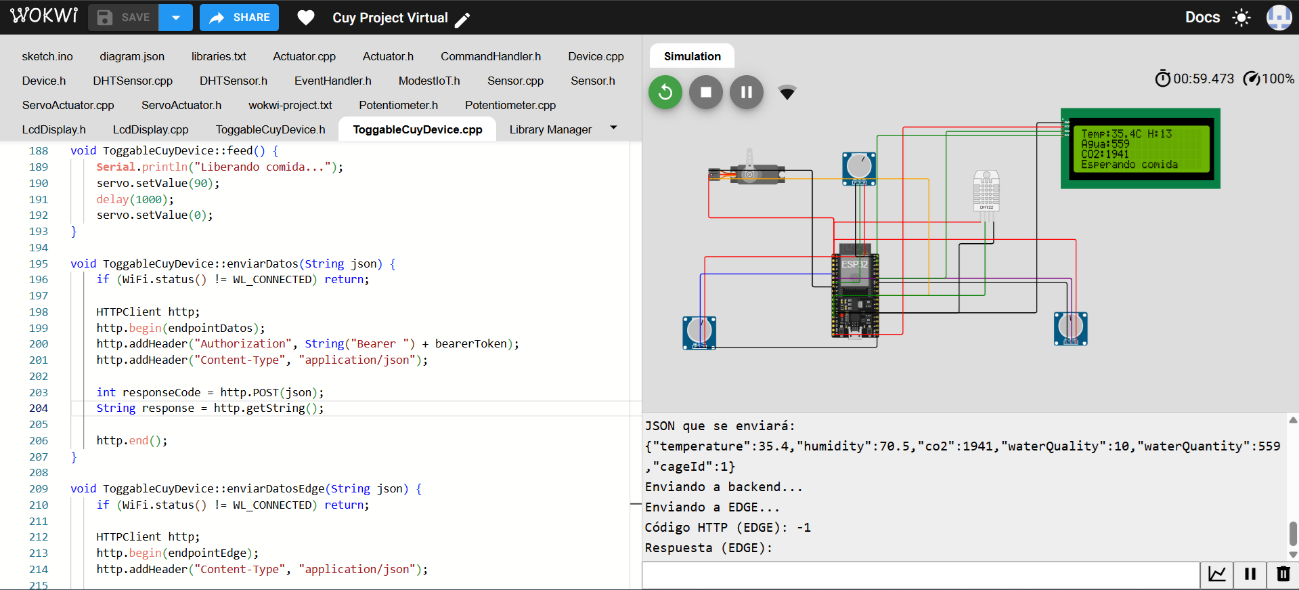 WOKWI SAVE SHARE Cuy Project Virtual Docs
sketch.ino diagram.json libraries.txt Actuator.cpp Actuator.h CommandHandler.h Device.cpp
Device.h DHTSensor.cpp DHTSensor.h EventHandler.h ModestIoT.h Sensor.cpp Sensor.h
ServoActuator.cpp ServoActuator.h wokwi-project.txt Potentiometer.h Potentiometer.cpp
LcdDisplay.h LcdDisplay.cpp ToggableCuyDevice.h ToggableCuyDevice.cpp Library Manager
188 void ToggableCuyDevice::feed() {
189 Serial.println("Liberando comida...");
190 servo.setValue(90);
191 delay(1000);
192 servo.setValue(0);
193 }
194
195 void ToggableCuyDevice::enviarDatos(String json) {
196 if (WiFi.status() != WL_CONNECTED) return;
197
198 HTTPClient http;
199 http.begin(endpointDatos);
200 http.addHeader("Authorization", String("Bearer ") + bearerToken);
201 http.addHeader("Content-Type", "application/json");
202
203 int responseCode = http.POST(json);
204 String response = http.getString();
205
206 http.end();
207 }
208
209 void ToggableCuyDevice::enviarDatosEdge(String json) {
210 if (WiFi.status() != WL_CONNECTED) return;
211
212 HTTPClient http;
213 http.begin(endpointEdge);
214 http.addHeader("Content-Type", "application/json");
215
Simulation
00:59.473 100%
Temp:35.4C H:13
Agua:559
CO2:1941
Esperando comida
DHT22
ESP32
JSON que se enviará:
{"temperature":35.4,"humidity":70.5,"co2":1941,"waterQuality":10,"waterQuantity":559
,"cageId":1}
Enviando a backend...
Enviando a EDGE...
Código HTTP (EDGE): -1
Respuesta (EDGE):